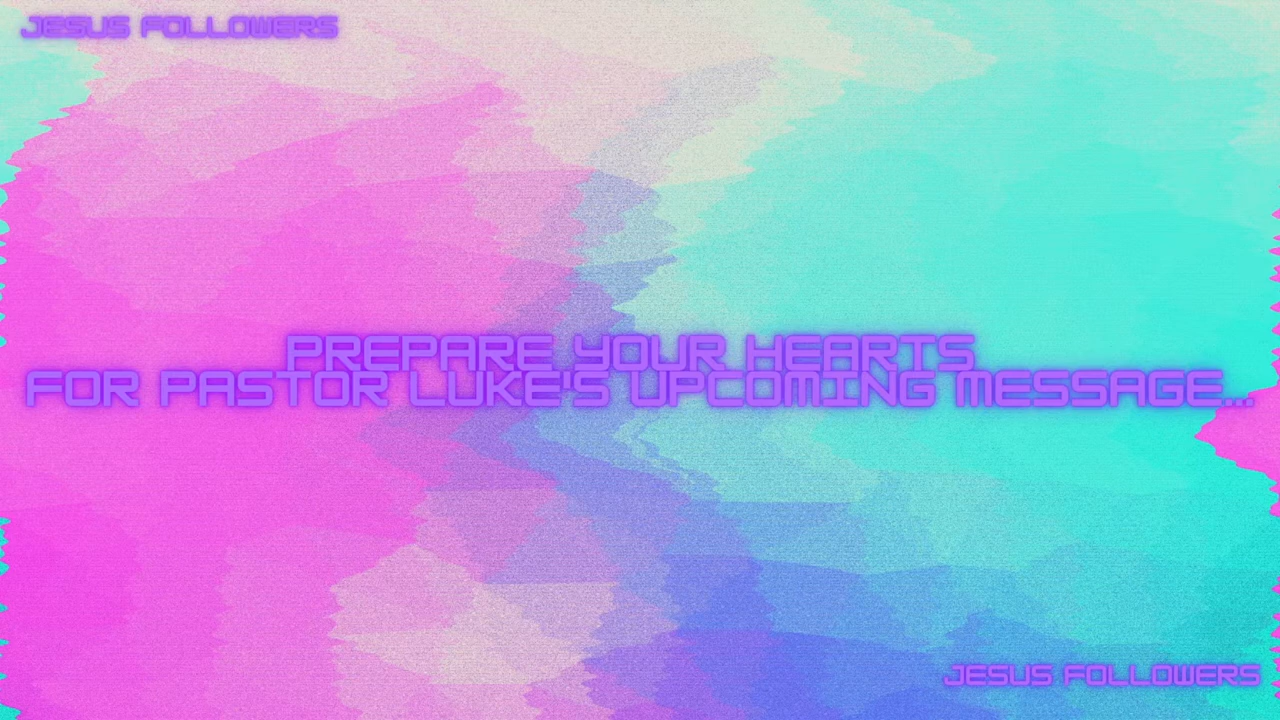 JESUS FOLLOWERS
PREPARE YOUR HEARTS
FOR PASTOR LUKE'S UPCOMING MESSAGE...
JESUS FOLLOWERS